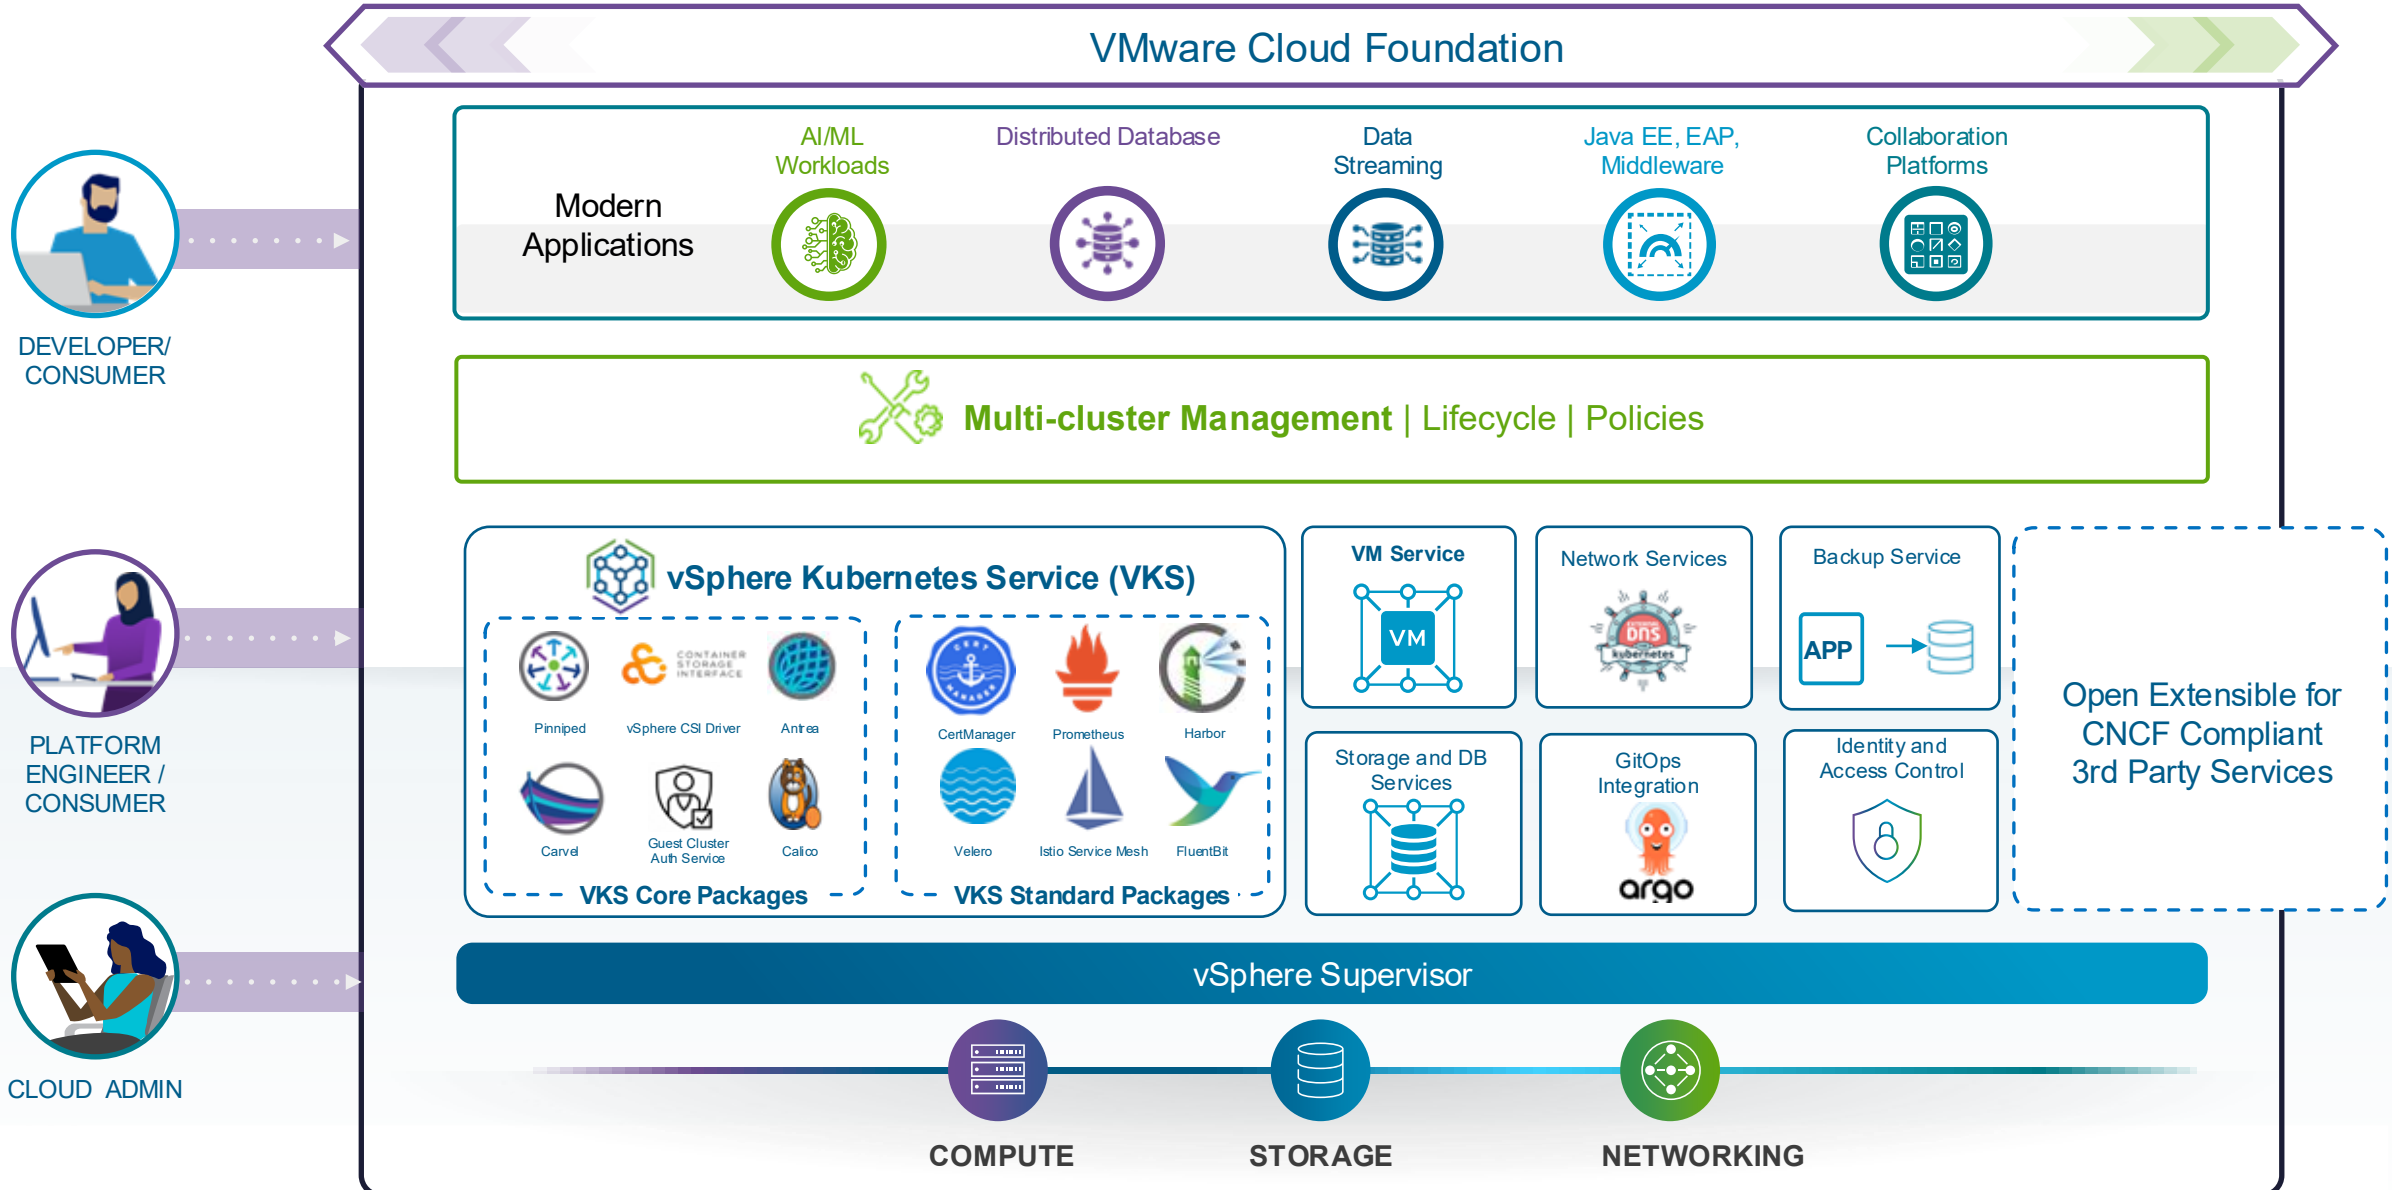 VMware Cloud Foundation
AI/ML
Workloads
Distributed Database
Data
Streaming
Java EE, EAP,
Middleware
Collaboration
Platforms
Modern
Applications
DEVELOPER/
CONSUMER
Multi-cluster Management | Lifecycle | Policies
PLATFORM
ENGINEER /
CONSUMER
vSphere Kubernetes Service (VKS)
CONTAINER
STORAGE
INTERFACE
Pinniped
vSphere CSI Driver
Antrea
Carvel
Guest Cluster
Auth Service
Calico
VKS Core Packages
CERT
MANAGER
CertManager
Prometheus
Harbor
Velero
Istio Service Mesh
FluentBit
VKS Standard Packages
VM Service
VM
Network Services
EXTERNAL
DNS
kubernetes
Backup Service
APP
Storage and DB
Services
GitOps
Integration
argo
Identity and
Access Control
Open Extensible for
CNCF Compliant
3rd Party Services
CLOUD ADMIN
vSphere Supervisor
COMPUTE
STORAGE
NETWORKING